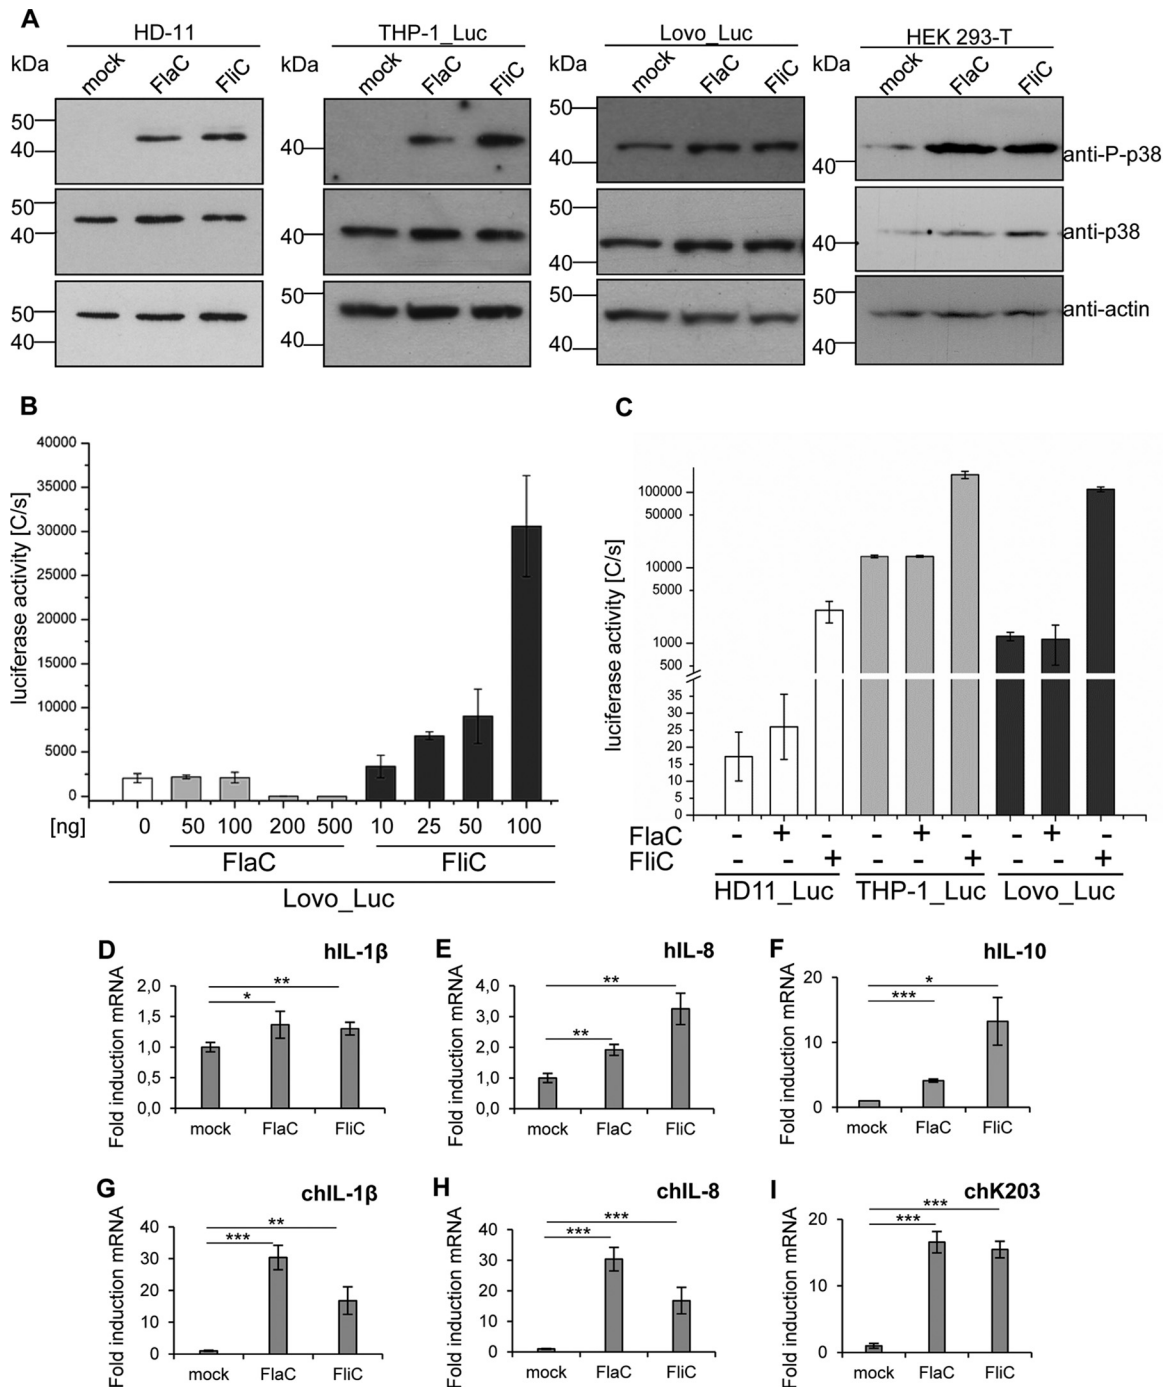 A
HD-11 THP-1_Luc Lovo_Luc HEK 293-T
kDa mock FlaC FliC kDa mock FlaC FliC kDa mock FlaC FliC kDa mock FlaC FliC
50 40 40 50 40 40 anti-P-p38
50 40 40 50 40 40 anti-p38
50 40 50 40 50 40 50 40 anti-actin
B
luciferase activity [C/s]
40000
35000
30000
25000
20000
15000
10000
5000
0
[ng] 0 50 100 200 500 10 25 50 100
FlaC FliC
Lovo_Luc
C
luciferase activity [C/s]
100000
50000
10000
5000
1000
500
35
30
25
20
15
10
5
0
FlaC - + - - + - - + -
FliC - - + - - + - - +
HD11_Luc THP-1_Luc Lovo_Luc
D hIL-1β
Fold induction mRNA
2,0
1,5
1,0
0,5
0,0
**
*
mock FlaC FliC
E hIL-8
Fold induction mRNA
4,0
3,0
2,0
1,0
0,0
**
**
mock FlaC FliC
F hIL-10
Fold induction mRNA
20
10
0
*
***
mock FlaC FliC
G chIL-1β
Fold induction mRNA
40
30
20
10
0
**
***
mock FlaC FliC
H chIL-8
Fold induction mRNA
40
30
20
10
0
***
***
mock FlaC FliC
I chK203
Fold induction mRNA
20
10
0
***
***
mock FlaC FliC